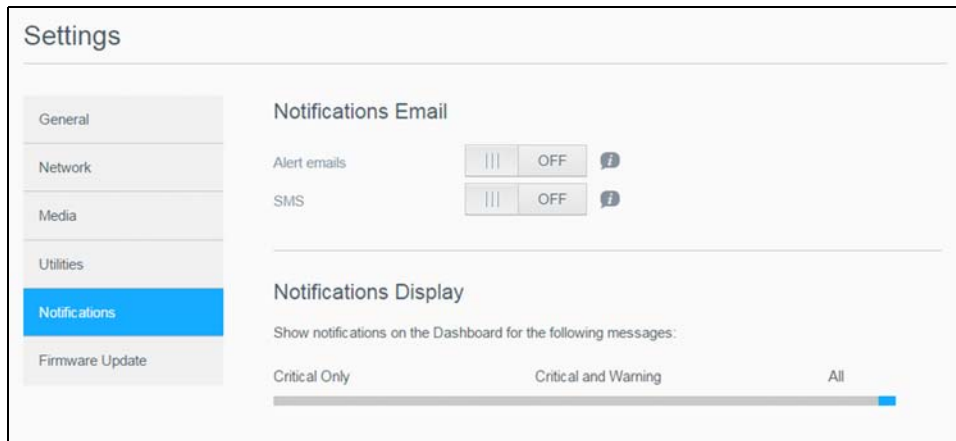 Settings
General
Network
Media
Utilities
Notifications
Firmware Update
Notifications Email
Alert emails OFF
SMS OFF
Notifications Display
Show notifications on the Dashboard for the following messages:
Critical Only Critical and Warning All